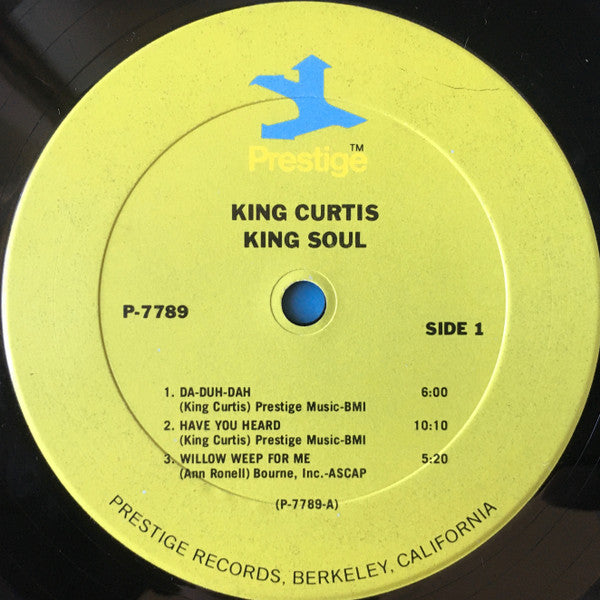 TM
Prestige
KING CURTIS
KING SOUL
P-7789
SIDE 1
1. DA-DUH-DAH 6:00
(King Curtis) Prestige Music-BMI
2. HAVE YOU HEARD 10:10
(King Curtis) Prestige Music-BMI
3. WILLOW WEEP FOR ME 5:20
(Ann Ronell) Bourne, Inc.-ASCAP
(P-7789-A)
PRESTIGE RECORDS, BERKELEY, CALIFORNIA